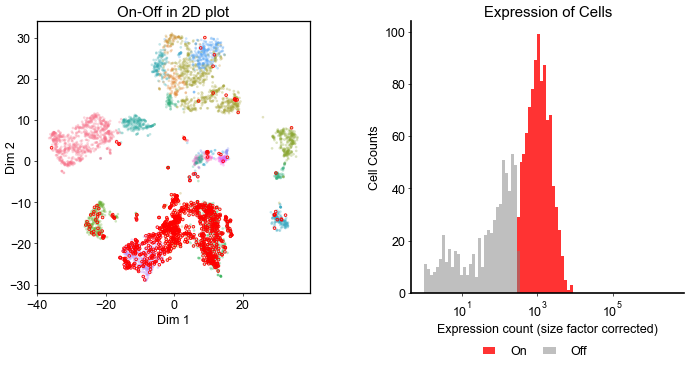 On-Off in 2D plot
30
20
10
0
−10
−20
−30
Dim 2
−40
−20
0
20
Dim 1
Expression of Cells
100
80
60
40
20
0
Cell Counts
10^1
10^3
10^5
Expression count (size factor corrected)
On Off